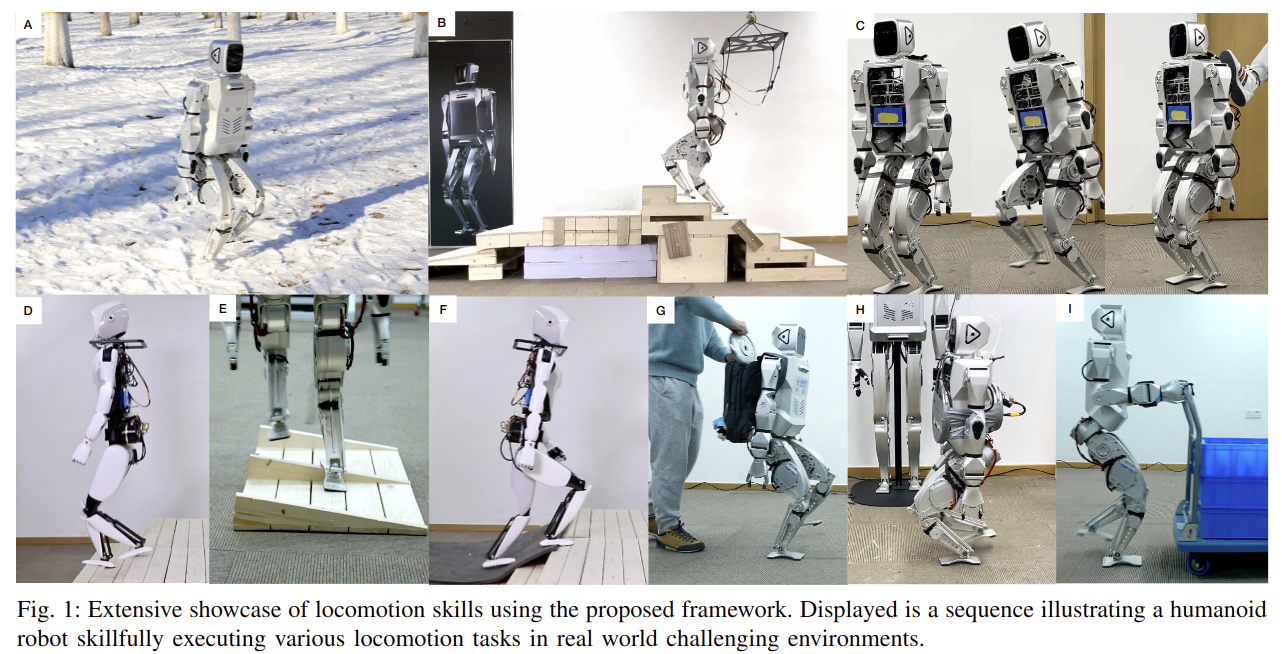 A
B
C
D
E
F
G
H
I
Fig. 1: Extensive showcase of locomotion skills using the proposed framework. Displayed is a sequence illustrating a humanoid
robot skillfully executing various locomotion tasks in real world challenging environments.